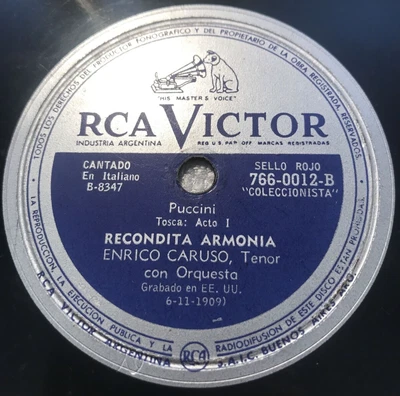 TODOS LOS DERECHOS DEL PRODUCTOR FONOGRAFICO Y DEL PROPIETARIO DE LA OBRA GRABADA, RESERVADOS
"HIS MASTER'S VOICE"
RCA VICTOR
INDUSTRIA ARGENTINA
REG U.S. PAT OFF MARCAS REGISTRADAS
CANTADO
En Italiano
B-8347
SELLO ROJO
766-0012-B
"COLECCIONISTA"
Puccini
Tosca: Acto I
RECONDITA ARMONIA
ENRICO CARUSO, Tenor
con Orquesta
Grabado en EE. UU.
6-11-1909)
LA REPRODUCCION, LA EJECUCION PUBLICA Y LA RADIODIFUSION DE ESTE DISCO ESTAN PROHIBIDAS
RCA VICTOR ARGENTINA
RCA
S.A.I.C. BUENOS AIRES ARG.